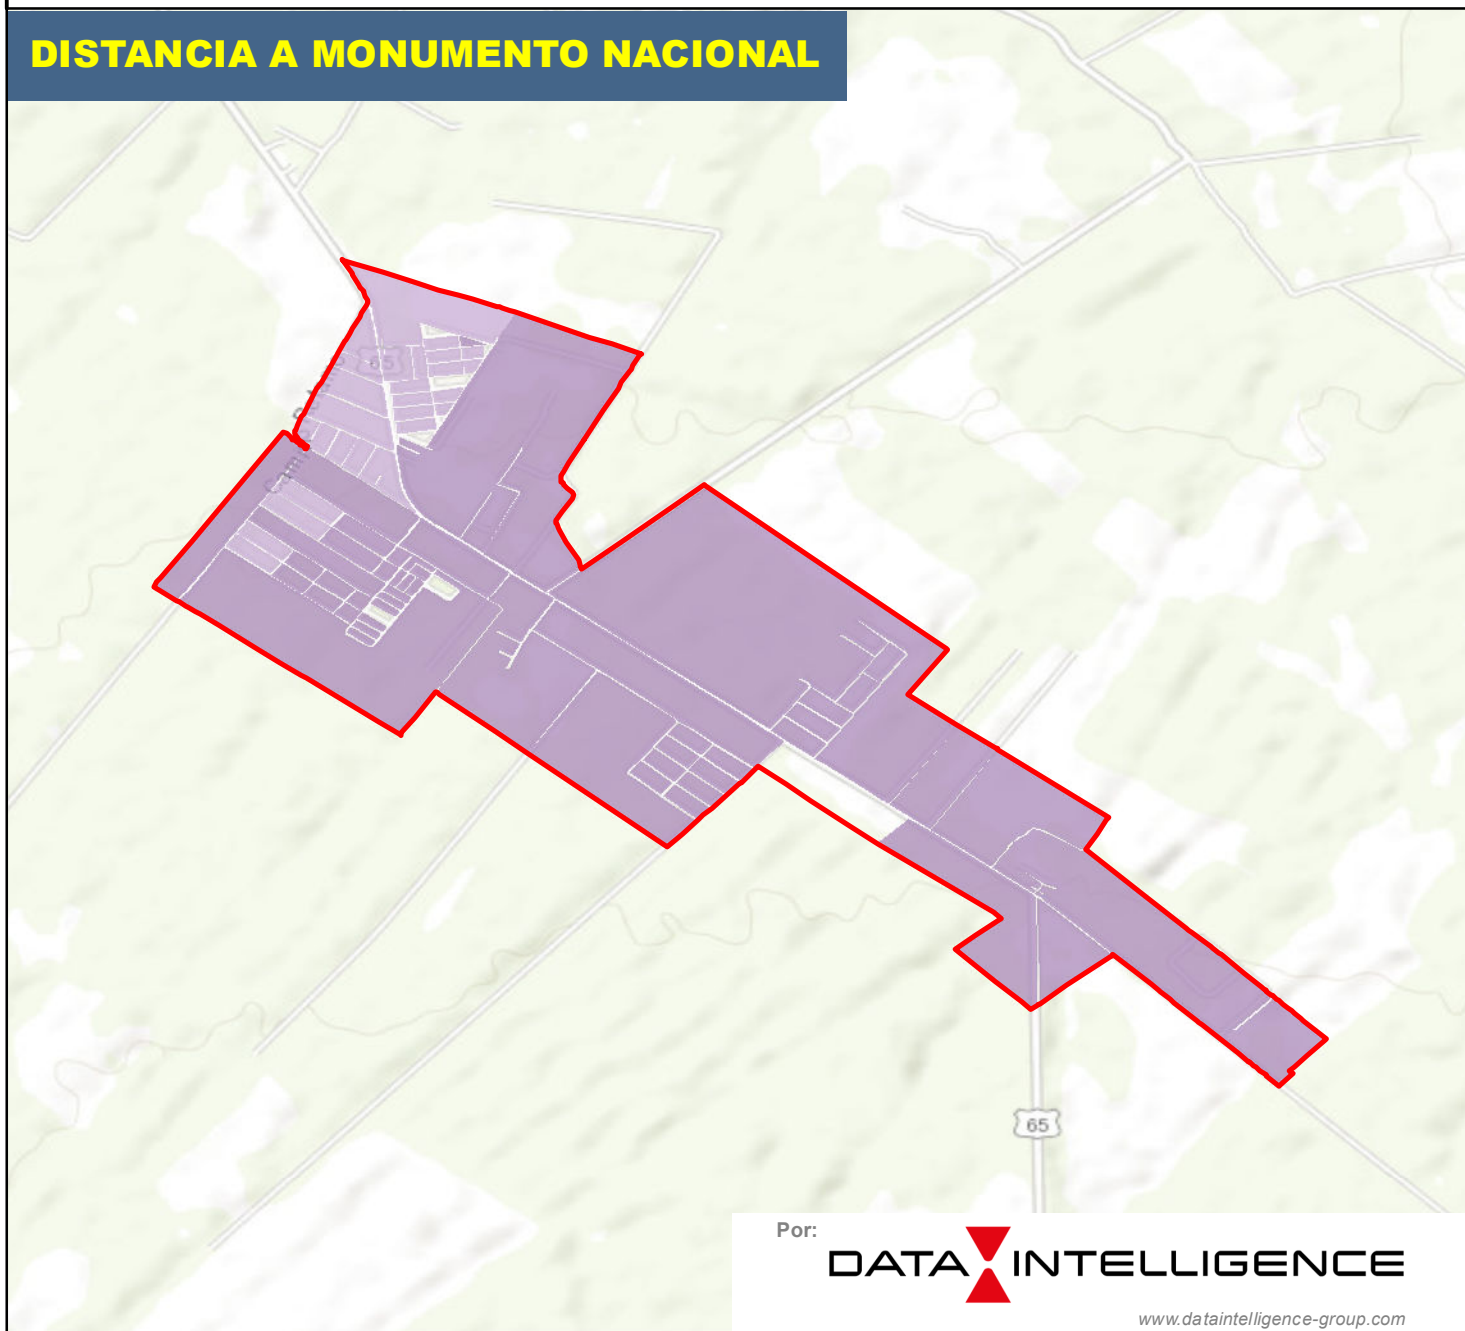 DISTANCIA A MONUMENTO NACIONAL
65
65
Por:
DATA INTELLIGENCE
www.dataintelligence-group.com